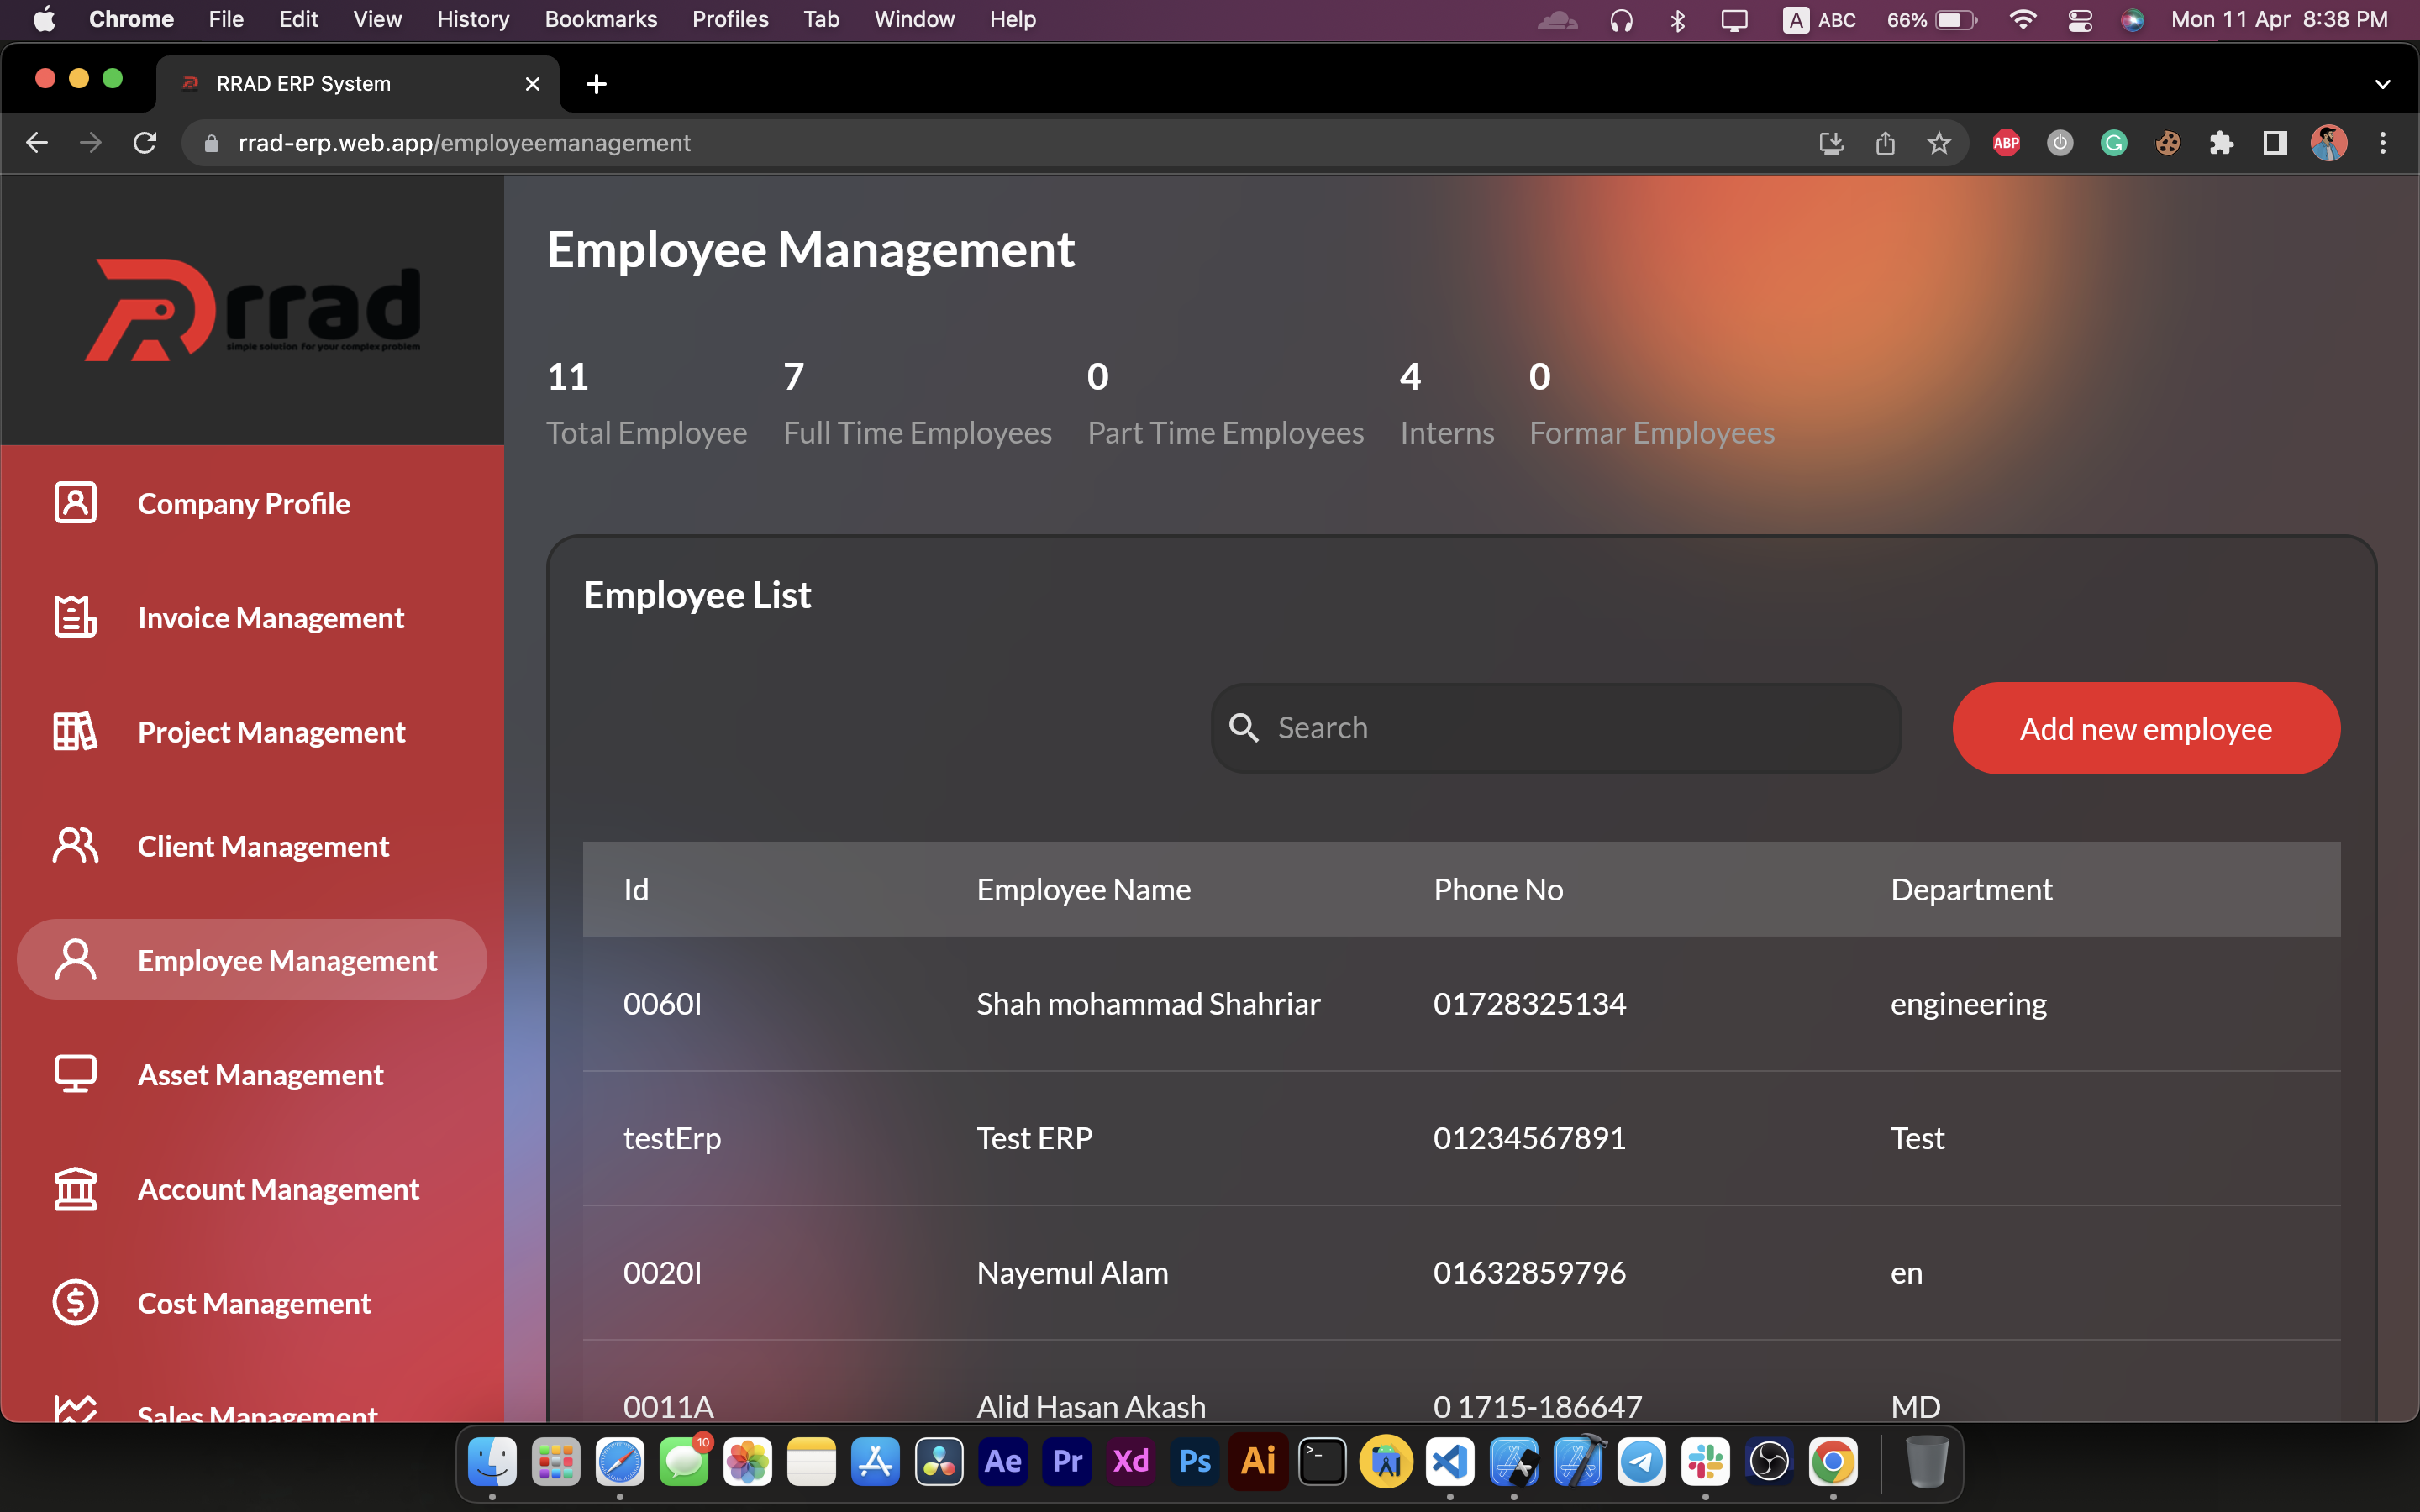 Chrome File Edit View History Bookmarks Profiles Tab Window Help A ABC 66% Mon 11 Apr 8:38 PM
RRAD ERP System
rrad-erp.web.app/employeemanagement ABP
rrad
simple solution for your complex problem
Company Profile
Invoice Management
Project Management
Client Management
Employee Management
Asset Management
Account Management
Cost Management
Sales Management
Employee Management
11 7 0 4 0
Total Employee Full Time Employees Part Time Employees Interns Formar Employees
Employee List
Search Add new employee
Id Employee Name Phone No Department
0060I Shah mohammad Shahriar 01728325134 engineering
testErp Test ERP 01234567891 Test
0020I Nayemul Alam 01632859796 en
0011A Alid Hasan Akash 0 1715-186647 MD
10
Ae Pr Xd Ps Ai